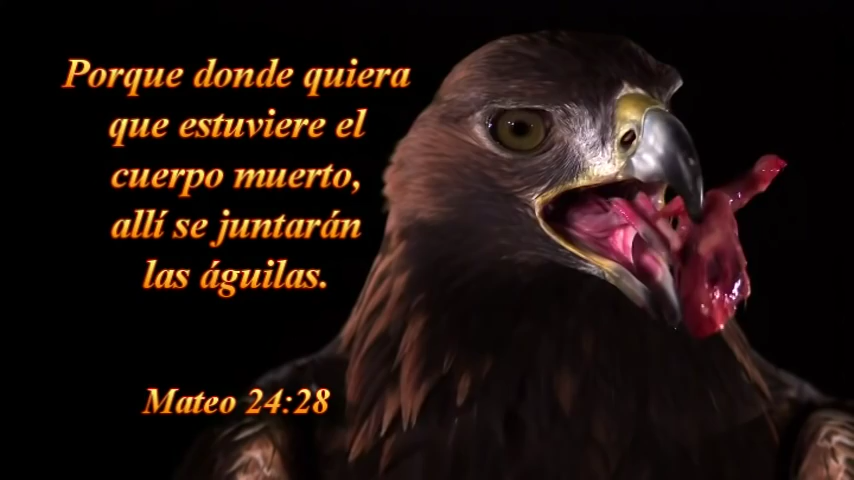 Porque donde quiera
que estuviere el
cuerpo muerto,
allí se juntarán
las águilas.
Mateo 24:28